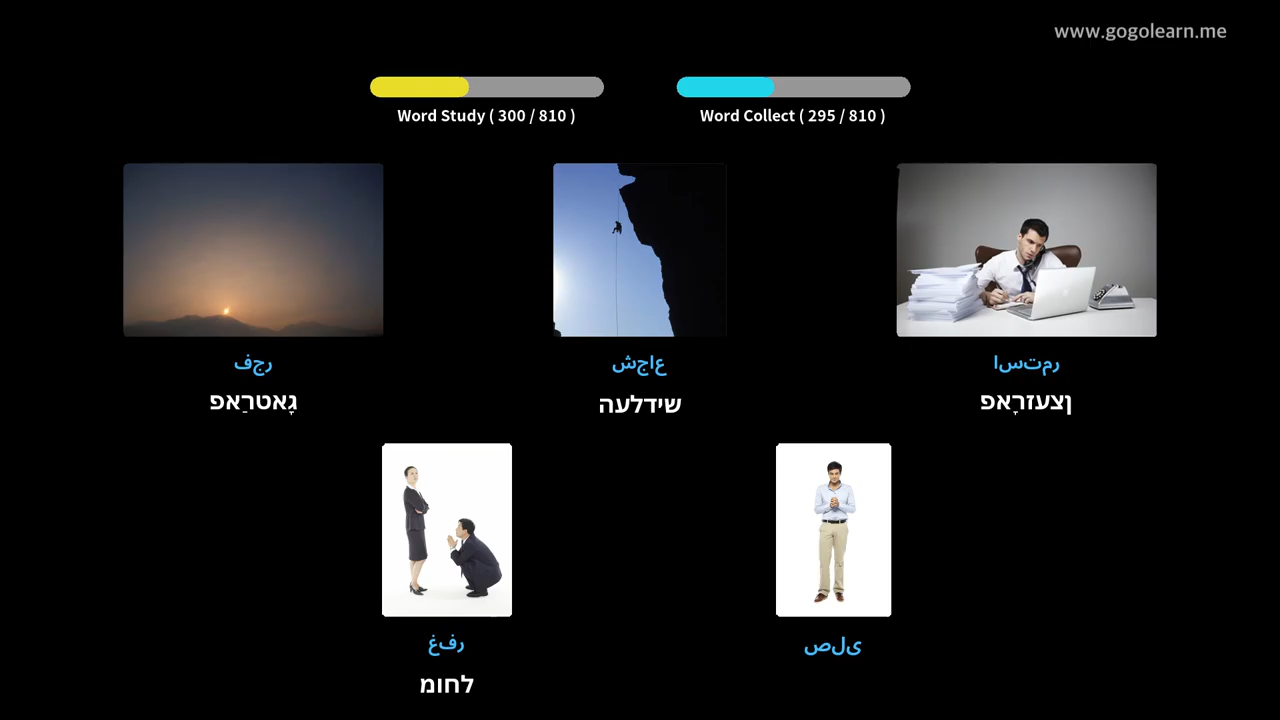 www.gogolearn.me
Word Study ( 300 / 810 )
Word Collect ( 295 / 810 )
رجف
عاجش
رمتسا
גָאטרַאפ
שידלעה
ןצעזרָאפ
رفغ
ىلص
לחומ